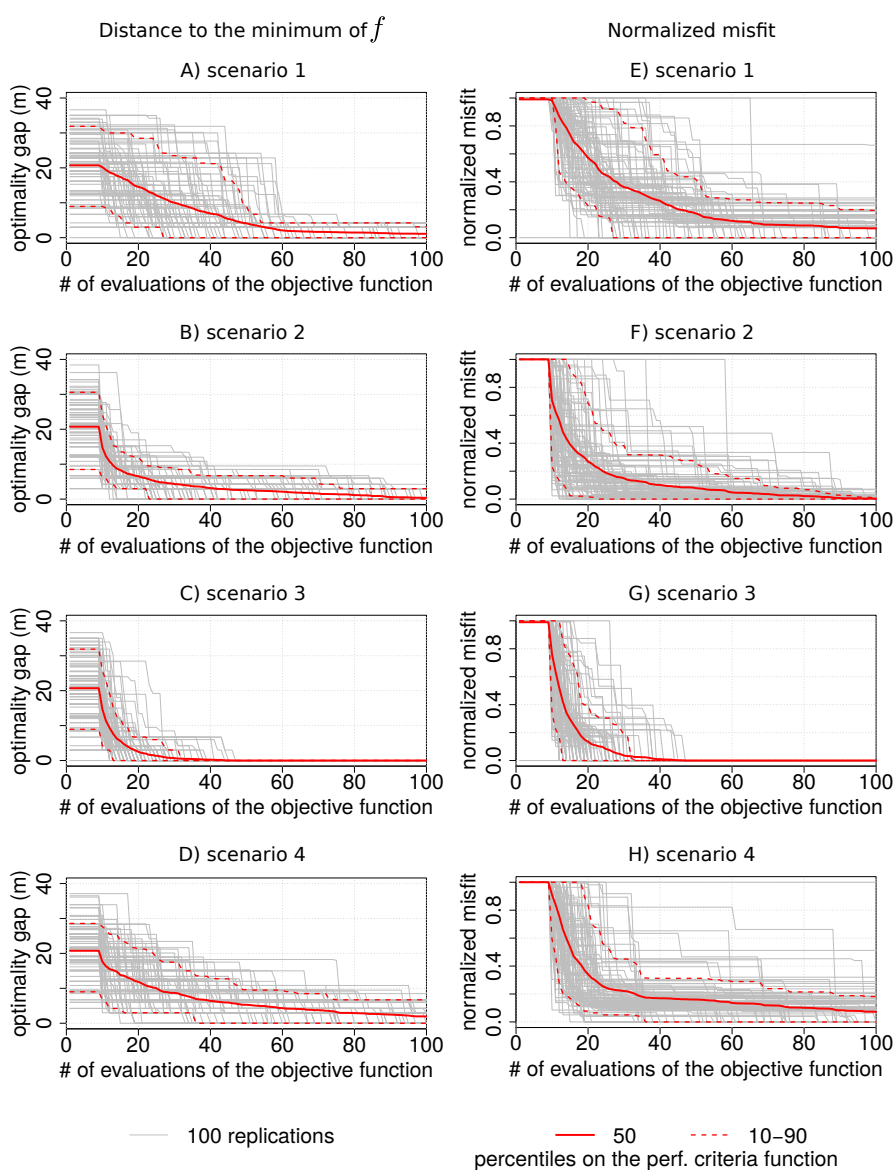 Distance to the minimum of f
Normalized misfit
A) scenario 1
optimality gap (m)
0 20 40
0 20 40 60 80 100
# of evaluations of the objective function
E) scenario 1
normalized misfit
0.0 0.4 0.8
0 20 40 60 80 100
# of evaluations of the objective function
B) scenario 2
optimality gap (m)
0 20 40
0 20 40 60 80 100
# of evaluations of the objective function
F) scenario 2
normalized misfit
0.0 0.4 0.8
0 20 40 60 80 100
# of evaluations of the objective function
C) scenario 3
optimality gap (m)
0 20 40
0 20 40 60 80 100
# of evaluations of the objective function
G) scenario 3
normalized misfit
0.0 0.4 0.8
0 20 40 60 80 100
# of evaluations of the objective function
D) scenario 4
optimality gap (m)
0 20 40
0 20 40 60 80 100
# of evaluations of the objective function
H) scenario 4
normalized misfit
0.0 0.4 0.8
0 20 40 60 80 100
# of evaluations of the objective function
100 replications
50
10−90
percentiles on the perf. criteria function